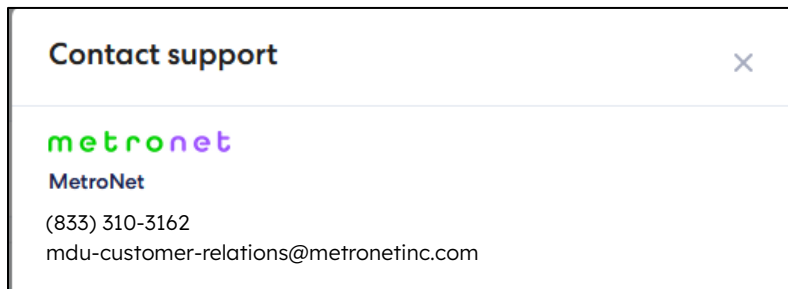 Contact support
metronet
MetroNet
(833) 310-3162
mdu-customer-relations@metronetinc.com